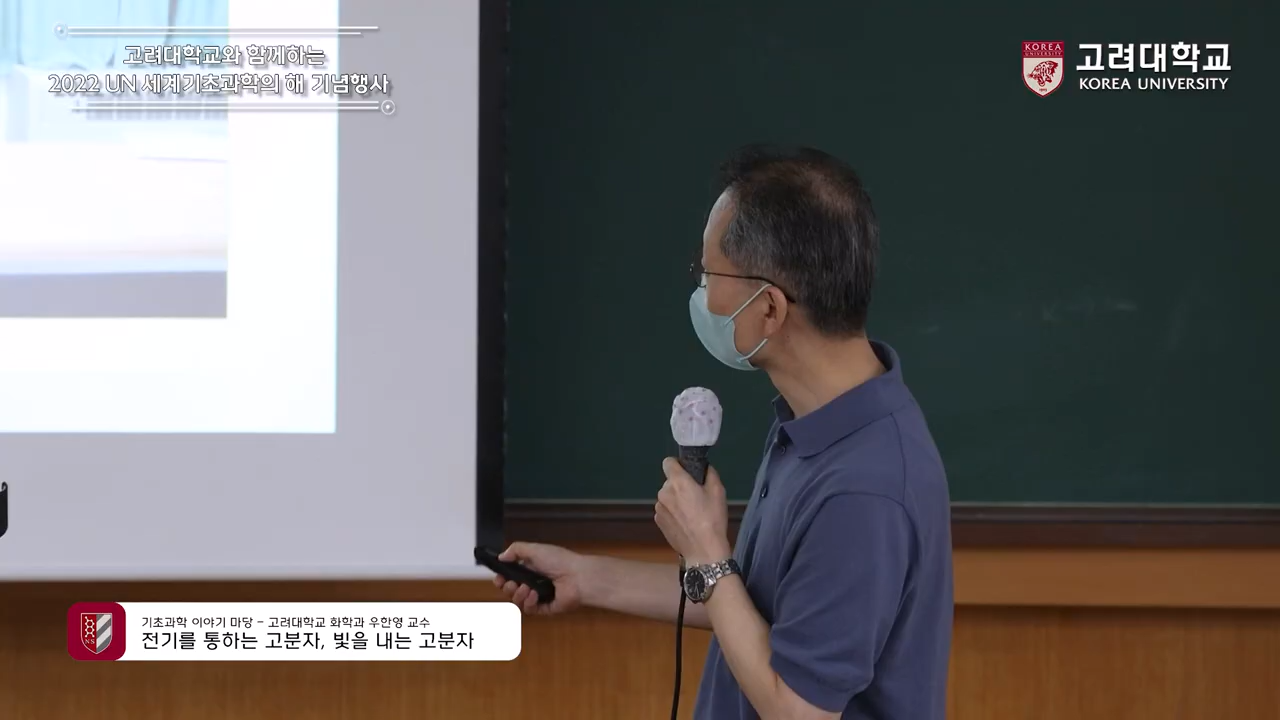 고려대학교와 함께하는
2022 UN 세계기초과학의 해 기념행사
KOREA
고려대학교
KOREA UNIVERSITY
기초과학 이야기 마당 – 고려대학교 화학과 우한영 교수
전기를 통하는 고분자, 빛을 내는 고분자